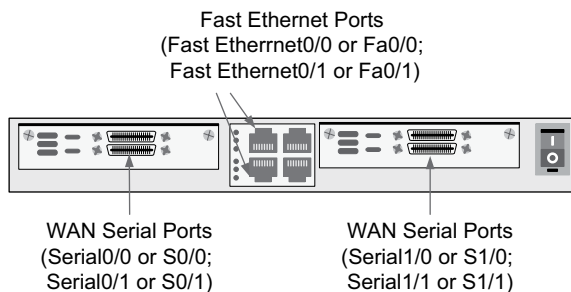 Fast Ethernet Ports
(Fast Etherrnet0/0 or Fa0/0;
Fast Ethernet0/1 or Fa0/1)
WAN Serial Ports
(Serial0/0 or S0/0;
Serial0/1 or S0/1)
WAN Serial Ports
(Serial1/0 or S1/0;
Serial1/1 or S1/1)